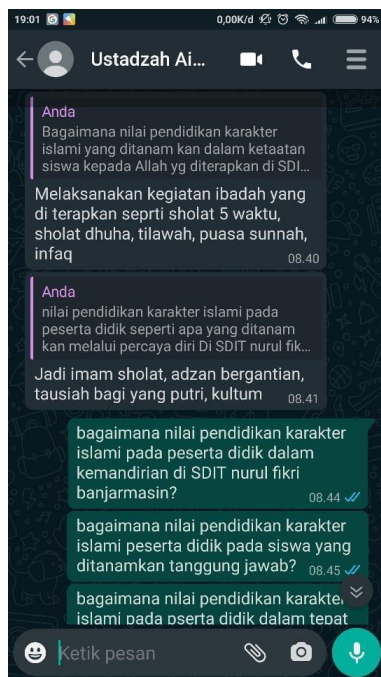 19:01 0,00K/d 94%
Ustadzah Ai...
Anda
Bagaimana nilai pendidikan karakter
islami yang ditanam kan dalam ketaatan
siswa kepada Allah yg diterapkan di SDI...
Melaksanakan kegiatan ibadah yang
di terapkan seprti sholat 5 waktu,
sholat dhuha, tilawah, puasa sunnah,
infaq
08.40
Anda
nilai pendidikan karakter islami pada
peserta didik seperti apa yang ditanam
kan melalui percaya diri Di SDIT nurul fik...
Jadi imam sholat, adzan bergantian,
tausiah bagi yang putri, kultum 08.41
bagaimana nilai pendidikan karakter
islami pada peserta didik dalam
kemandirian di SDIT nurul fikri
banjarmasin?
08.44
bagaimana nilai pendidikan karakter
islami peserta didik pada siswa yang
ditanamkan tanggung jawab? 08.45
bagaimana nilai pendidikan karakte
islami pada pserta didik dalam tepat
Ketik pesan